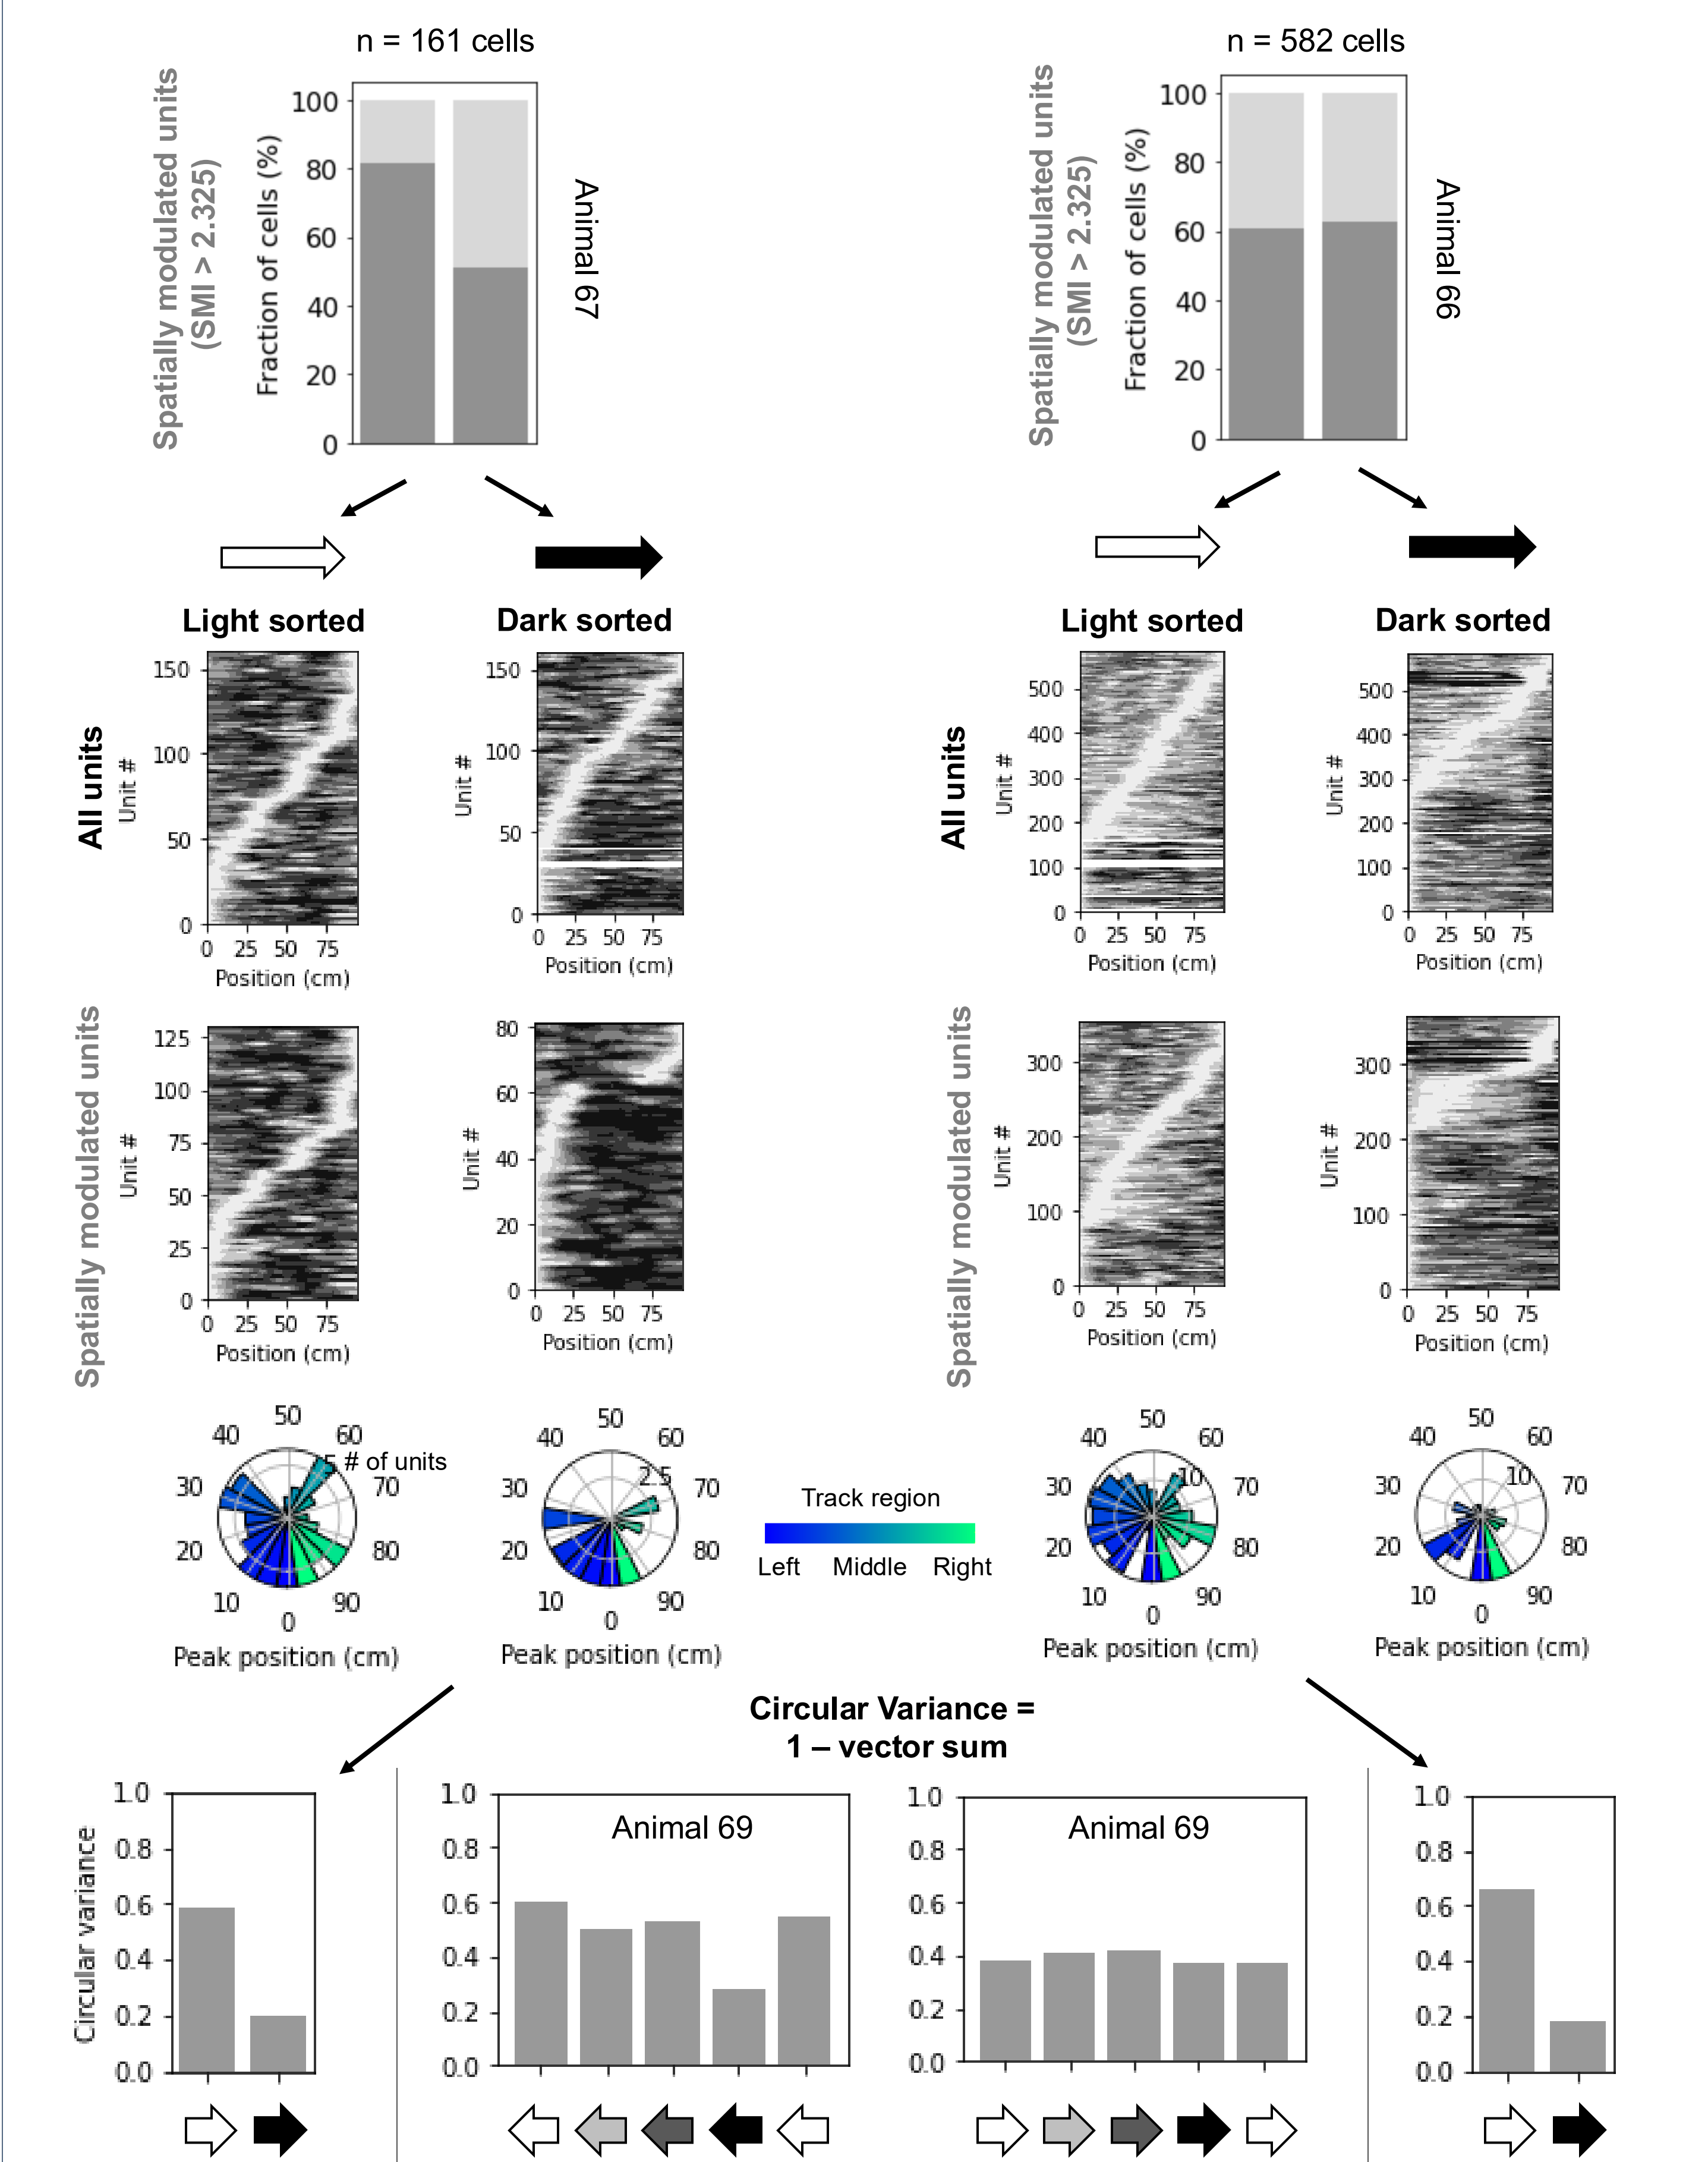 n = 161 cells
Spatially modulated units
(SMI > 2.325)
Fraction of cells (%)
100
80
60
40
20
0
Animal 67
n = 582 cells
Spatially modulated units
(SMI > 2.325)
Fraction of cells (%)
100
80
60
40
20
0
Animal 66
Light sorted
Dark sorted
Light sorted
Dark sorted
All units
Unit #
150
100
50
0
0 25 50 75
Position (cm)
Unit #
150
100
50
0
0 25 50 75
Position (cm)
All units
Unit #
500
400
300
200
100
0
0 25 50 75
Position (cm)
Unit #
500
400
300
200
100
0
0 25 50 75
Position (cm)
Spatially modulated units
Unit #
125
100
75
50
25
0
0 25 50 75
Position (cm)
Unit #
80
60
40
20
0
0 25 50 75
Position (cm)
Spatially modulated units
Unit #
300
200
100
0
0 25 50 75
Position (cm)
Unit #
300
200
100
0
0 25 50 75
Position (cm)
50
40 60
5 # of units
30 70
20 80
10 90
0
Peak position (cm)
50
40 60
2.5
30 70
20 80
10 90
0
Peak position (cm)
Track region
Left Middle Right
50
40 60
10
30 70
20 80
10 90
0
Peak position (cm)
50
40 60
10
30 70
20 80
10 90
0
Peak position (cm)
Circular Variance =
1 – vector sum
Circular variance
1.0
0.8
0.6
0.4
0.2
0.0
Animal 69
1.0
0.8
0.6
0.4
0.2
0.0
Animal 69
1.0
0.8
0.6
0.4
0.2
0.0
1.0
0.8
0.6
0.4
0.2
0.0